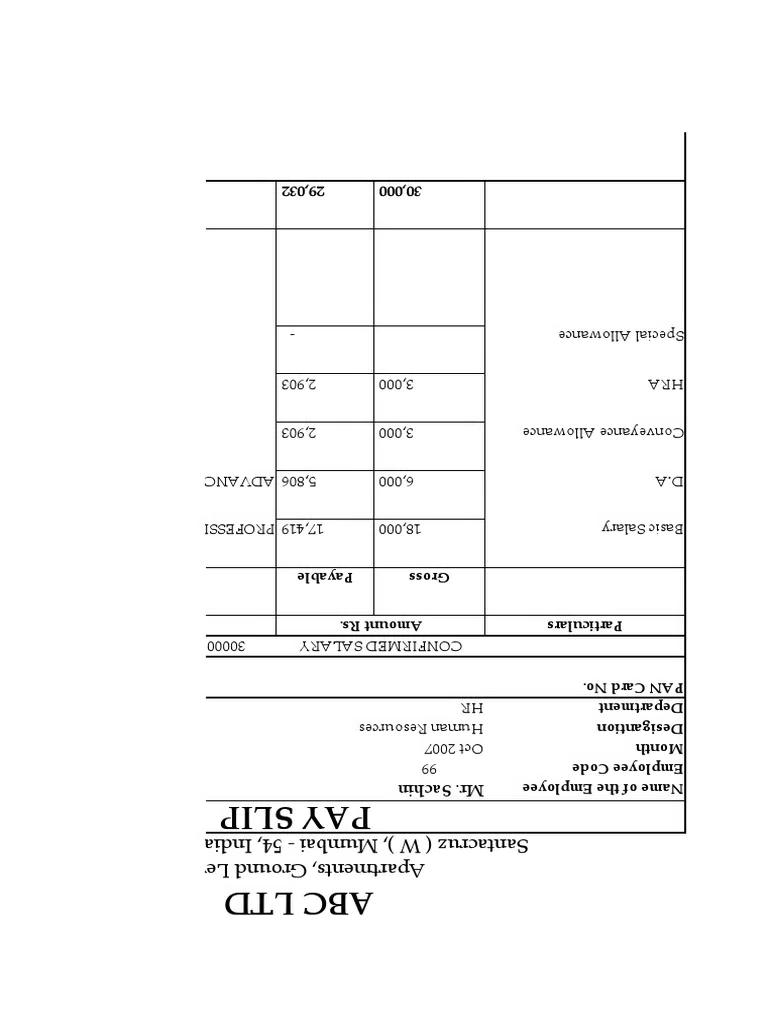 ABC LTD
Apartments, Ground Le
Santacruz ( W ), Mumbai - 54, India
PAY SLIP
Name of the Employee Mr. Sachin
Employee Code 99
Month Oct 2007
Desigantion Human Resources
Department HR
PAN Card No.
CONFIRMED SALARY 30000
Particulars Amount Rs.
Gross Payable
Basic Salary 18,000 17,419 PROFESSI
D.A 6,000 5,806 ADVANC
Conveyance Allowance 3,000 2,903
HRA 3,000 2,903
Special Allowance -
30,000 29,032